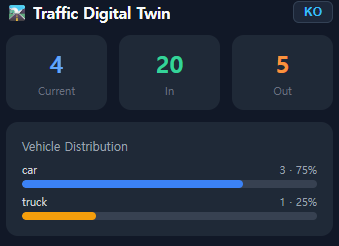 Traffic Digital Twin
KO
4
Current
20
In
5
Out
Vehicle Distribution
car
3 · 75%
truck
1 · 25%